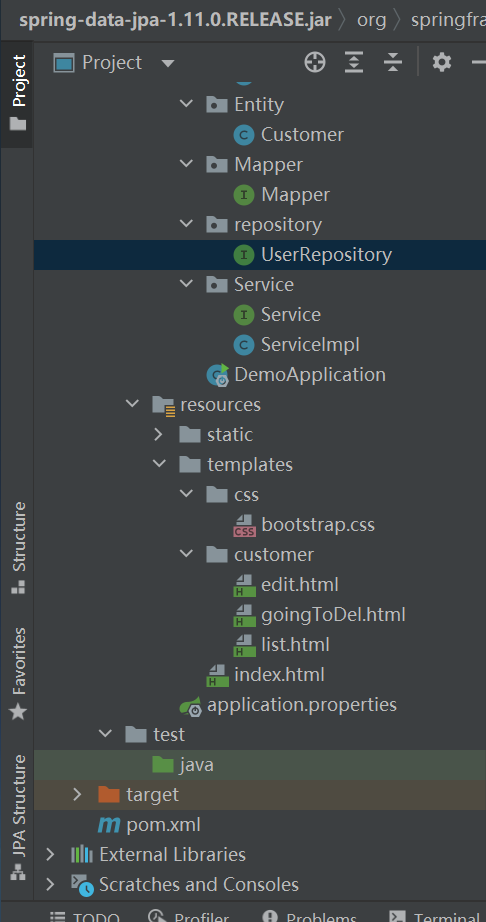 spring-data-jpa-1.11.0.RELEASE.jar org springfra
Project
Project
Entity
Customer
Mapper
Mapper
repository
UserRepository
Service
Service
ServiceImpl
DemoApplication
resources
static
templates
css
bootstrap.css
customer
edit.html
goingToDel.html
list.html
index.html
application.properties
test
java
target
pom.xml
External Libraries
Scratches and Consoles
Structure
Favorites
JPA Structure
TODO Profiler Problems Terminal